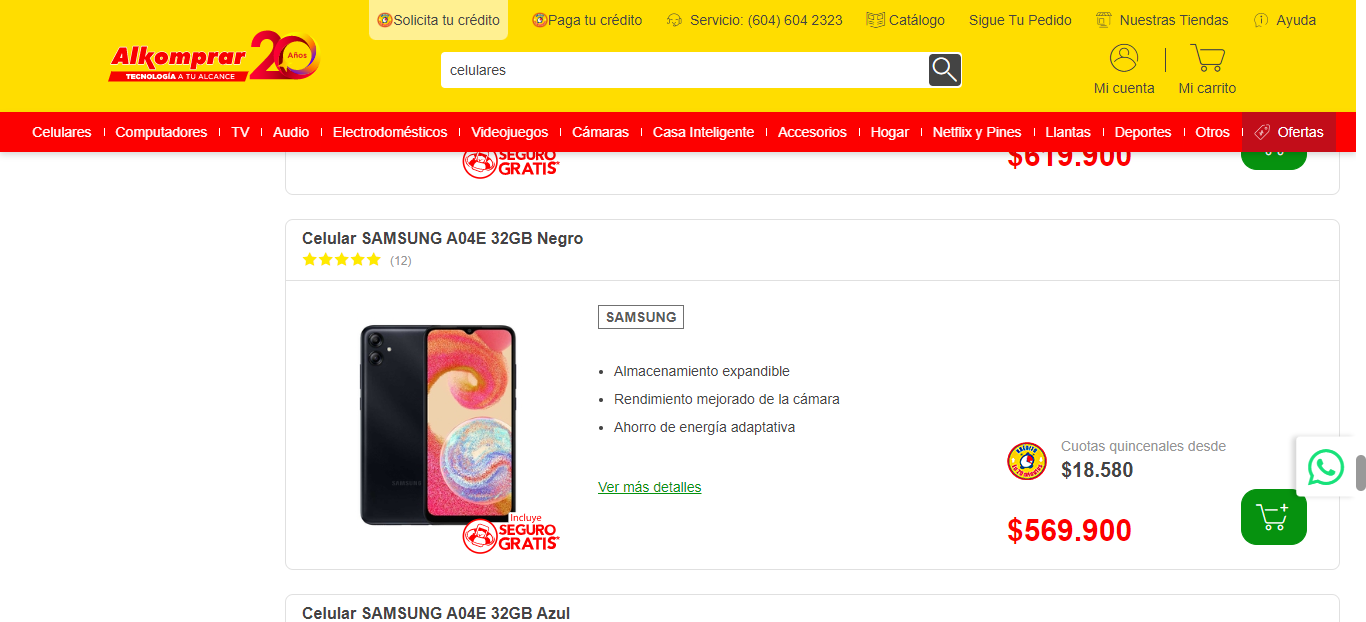 Solicita tu crédito
Paga tu crédito
Servicio: (604) 604 2323
Catálogo
Sigue Tu Pedido
Nuestras Tiendas
Ayuda
Alkomprar 20 Años
TECNOLOGÍA A TU ALCANCE
celulares
Mi cuenta
Mi carrito
Celulares
Computadores
TV
Audio
Electrodomésticos
Videojuegos
Cámaras
Casa Inteligente
Accesorios
Hogar
Netflix y Pines
Llantas
Deportes
Otros
Ofertas
SEGURO
GRATIS*
$619.900
Celular SAMSUNG A04E 32GB Negro
(12)
SAMSUNG
Almacenamiento expandible
Rendimiento mejorado de la cámara
Ahorro de energía adaptativa
Ver más detalles
SAMSUNG
Incluye
SEGURO
GRATIS*
Cuotas quincenales desde
$18.580
$569.900
Celular SAMSUNG A04E 32GB Azul